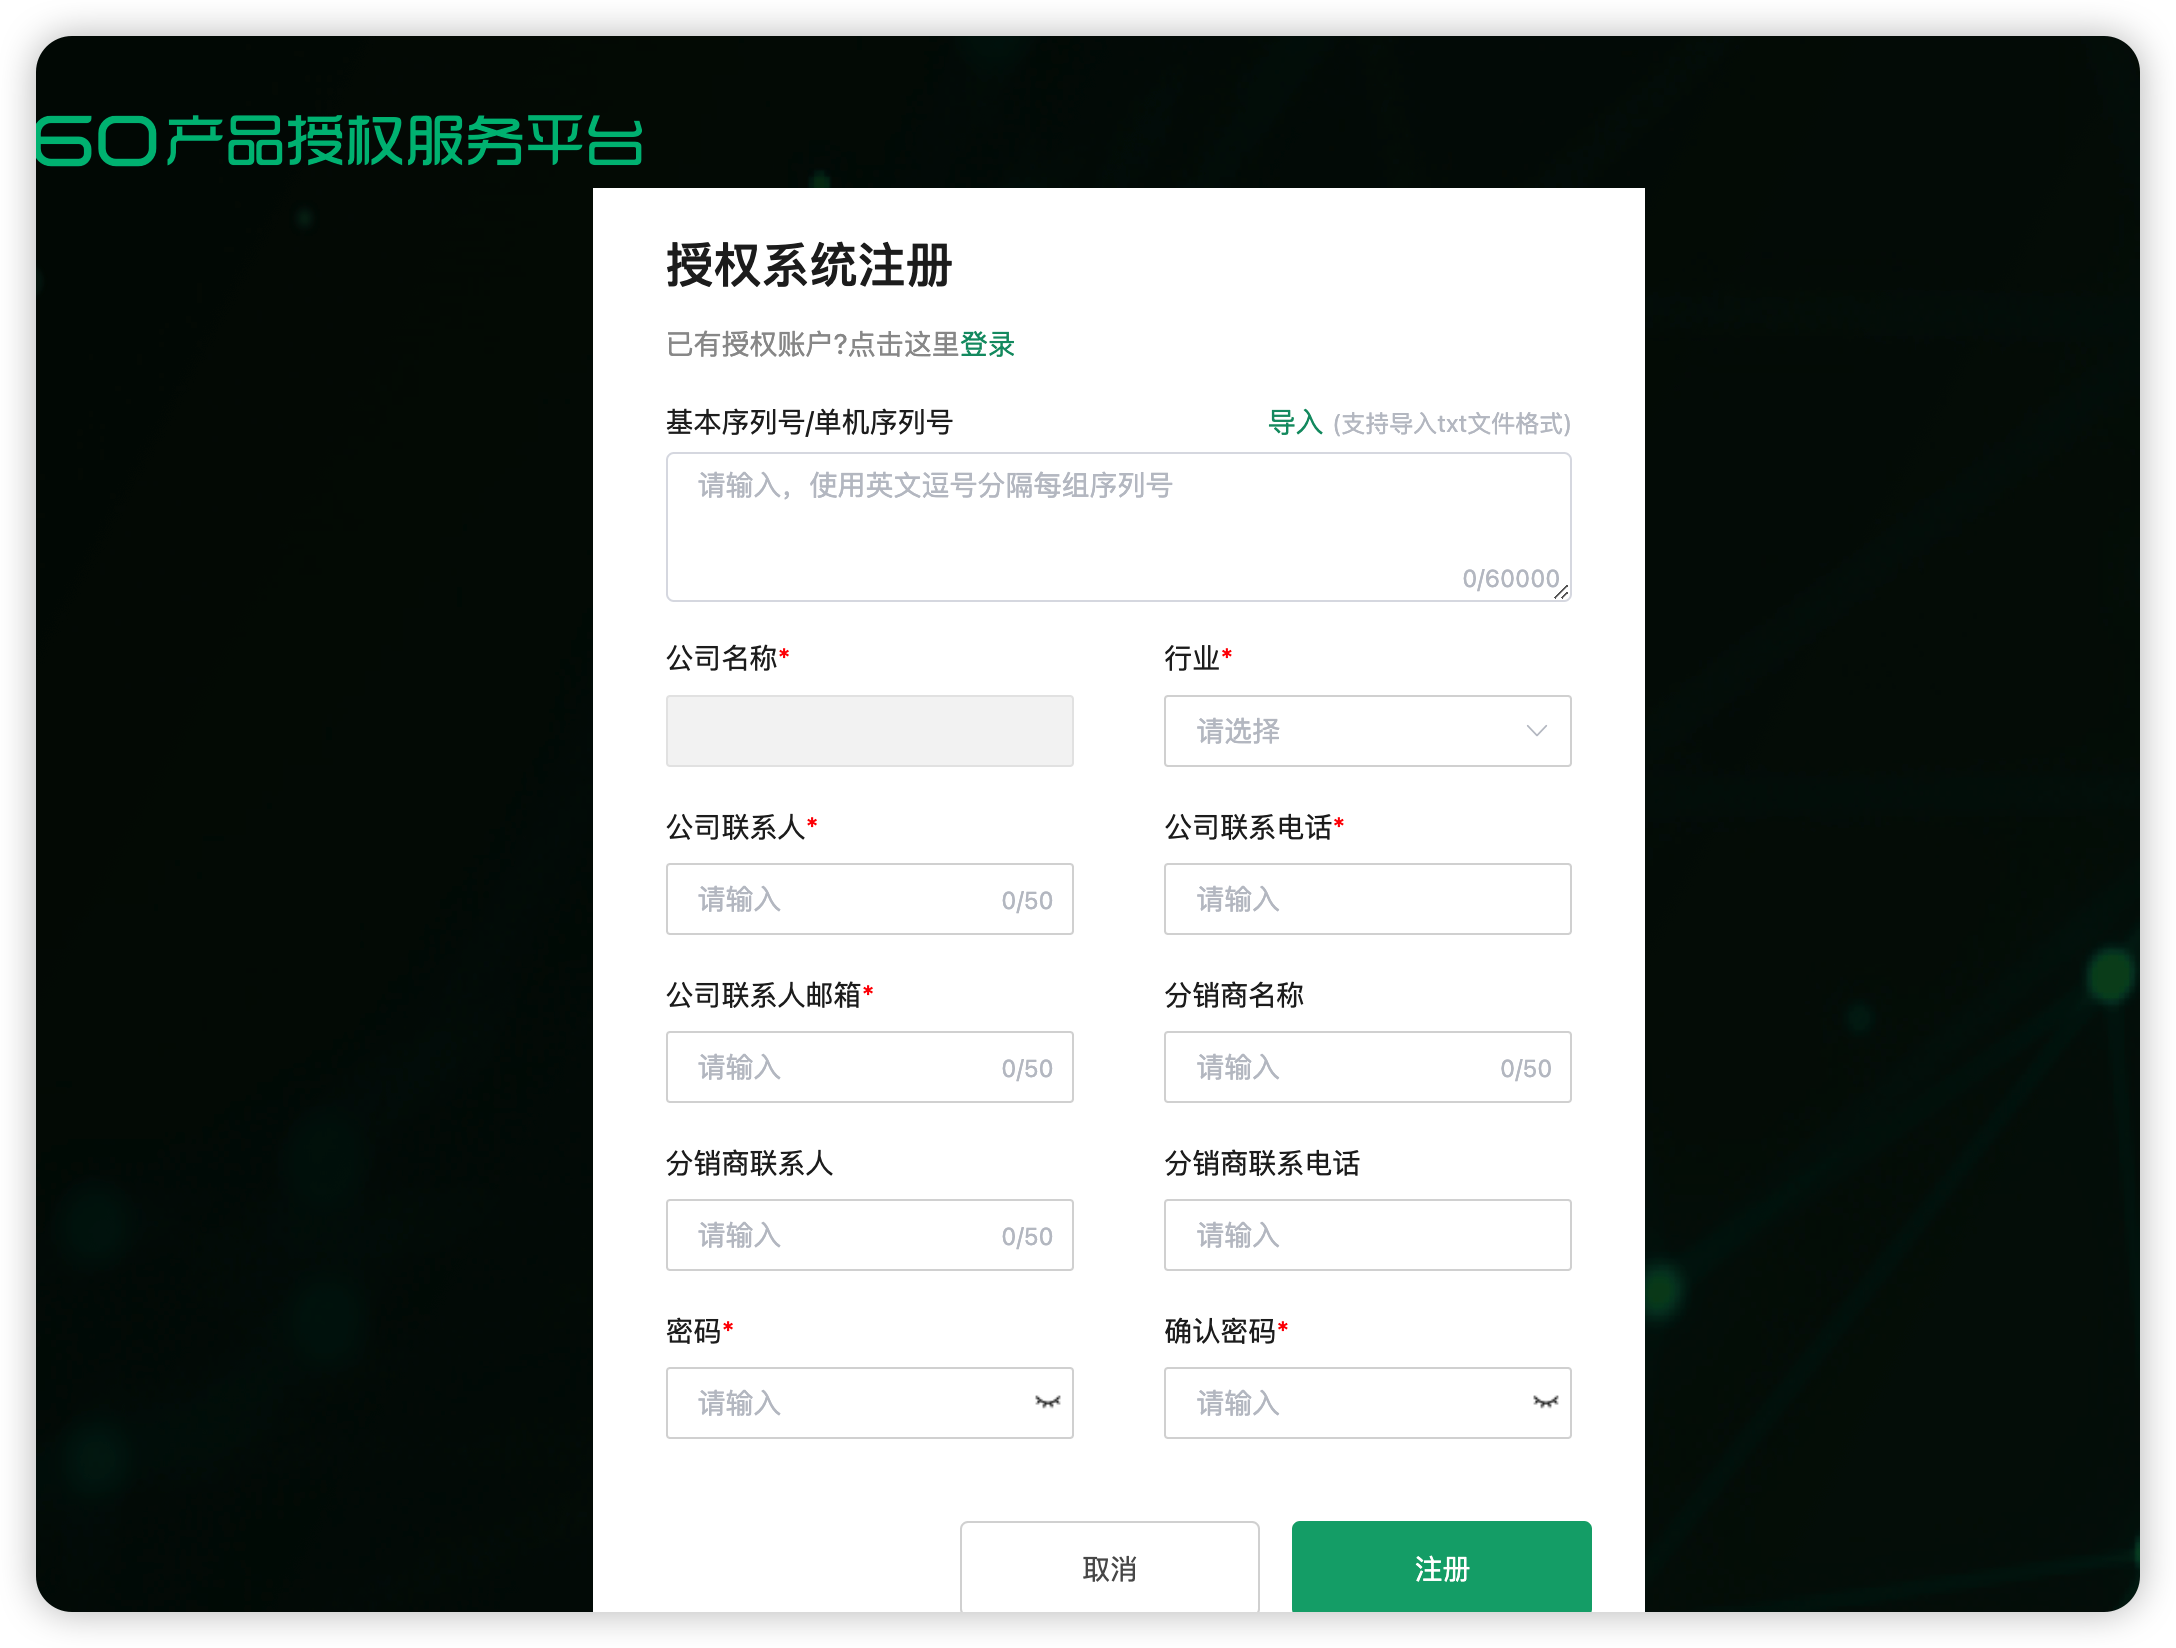 60产品授权服务平台
授权系统注册
已有授权账户?点击这里登录
基本序列号/单机序列号 导入 (支持导入txt文件格式)
请输入，使用英文逗号分隔每组序列号
0/60000
公司名称* 行业*
请选择
公司联系人* 公司联系电话*
请输入 0/50 请输入
公司联系人邮箱* 分销商名称
请输入 0/50 请输入 0/50
分销商联系人 分销商联系电话
请输入 0/50 请输入
密码* 确认密码*
请输入 请输入
取消 注册